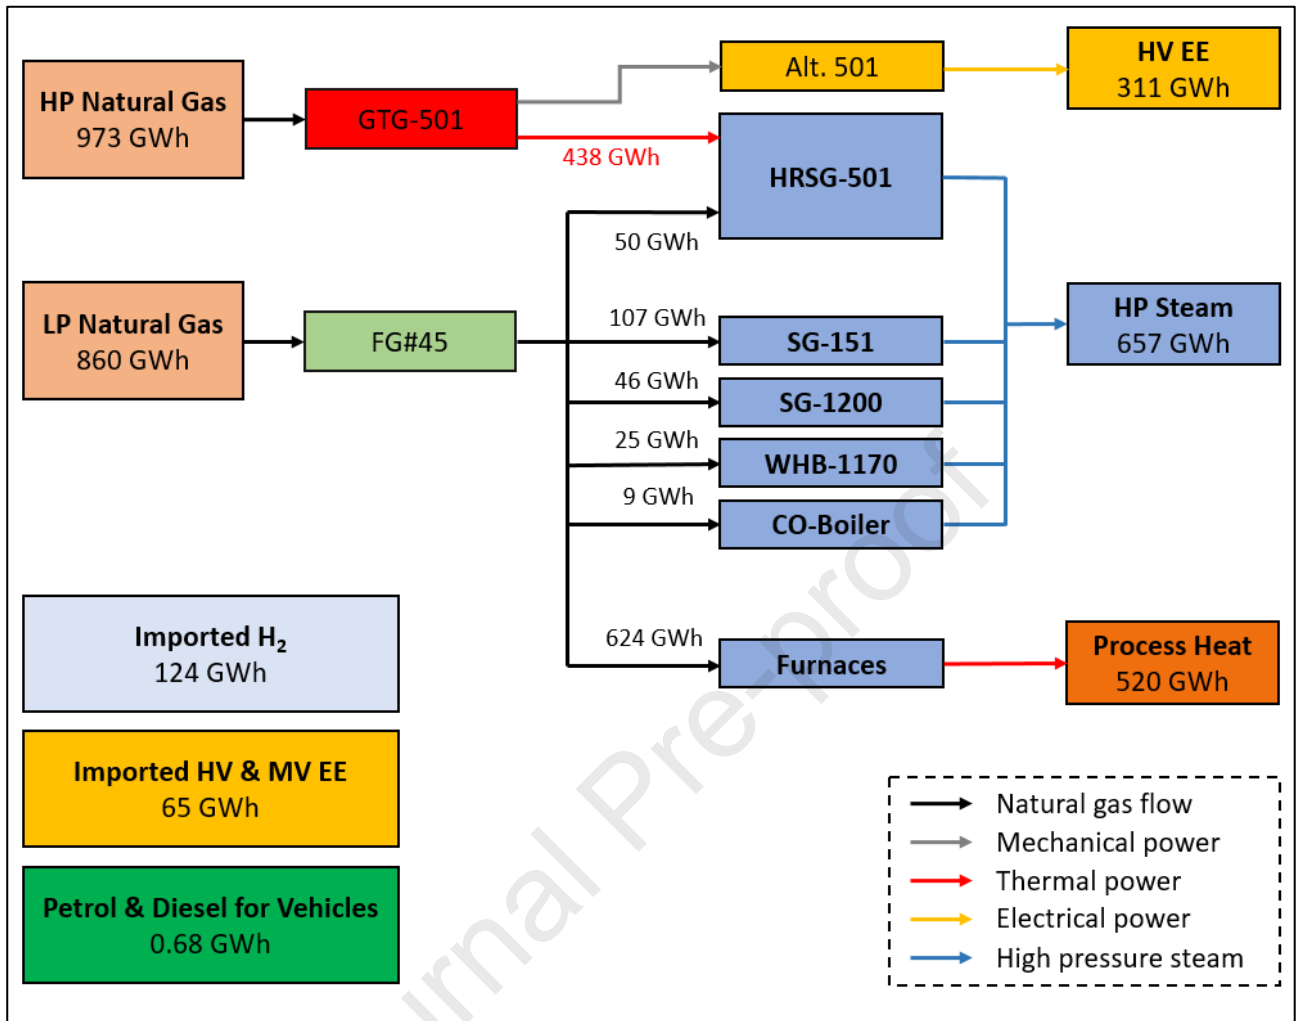 HP Natural Gas
973 GWh
GTG-501
438 GWh
Alt. 501
HV EE
311 GWh
HRSG-501
50 GWh
LP Natural Gas
860 GWh
FG#45
107 GWh
SG-151
46 GWh
SG-1200
25 GWh
WHB-1170
9 GWh
CO-Boiler
HP Steam
657 GWh
624 GWh
Furnaces
Process Heat
520 GWh
Imported H₂
124 GWh
Imported HV & MV EE
65 GWh
Petrol & Diesel for Vehicles
0.68 GWh
Natural gas flow
Mechanical power
Thermal power
Electrical power
High pressure steam
Pre-proof